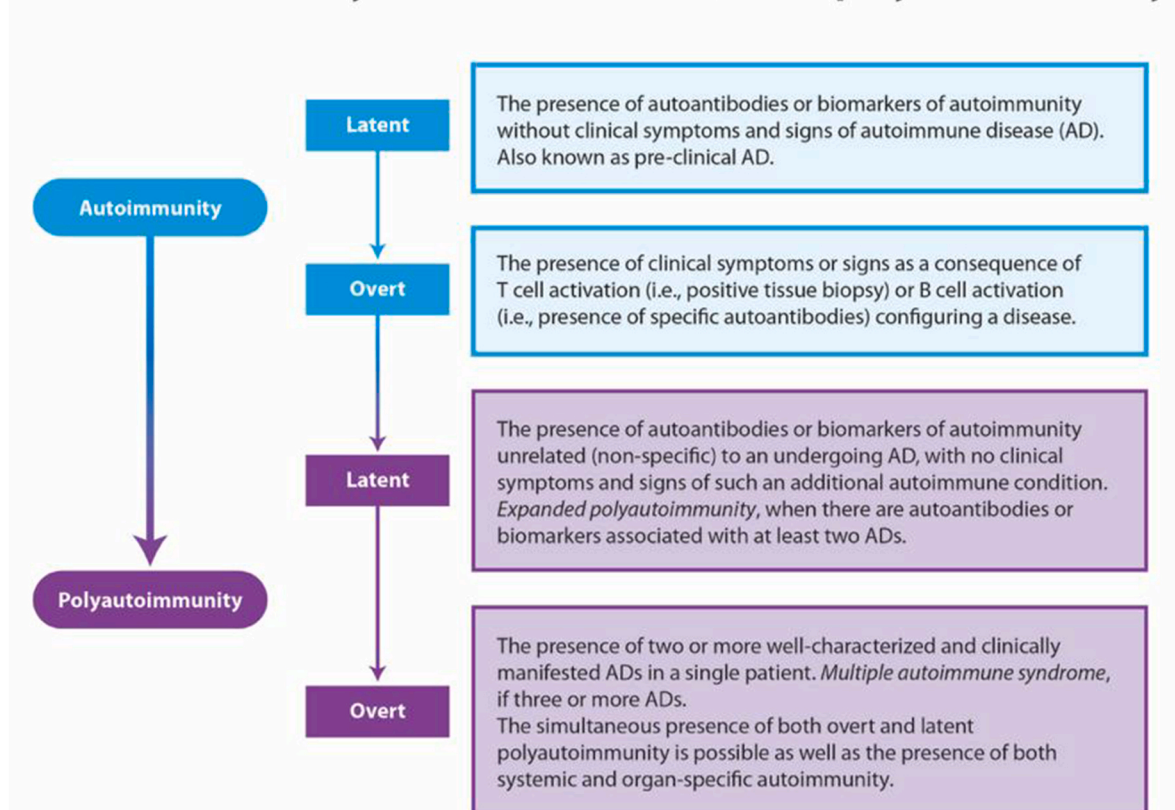 Latent
The presence of autoantibodies or biomarkers of autoimmunity
without clinical symptoms and signs of autoimmune disease (AD).
Also known as pre-clinical AD.
Autoimmunity
Overt
The presence of clinical symptoms or signs as a consequence of
T cell activation (i.e., positive tissue biopsy) or B cell activation
(i.e., presence of specific autoantibodies) configuring a disease.
Latent
The presence of autoantibodies or biomarkers of autoimmunity
unrelated (non-specific) to an undergoing AD, with no clinical
symptoms and signs of such an additional autoimmune condition.
Expanded polyautoimmunity, when there are autoantibodies or
biomarkers associated with at least two ADs.
Polyautoimmunity
Overt
The presence of two or more well-characterized and clinically
manifested ADs in a single patient. Multiple autoimmune syndrome,
if three or more ADs.
The simultaneous presence of both overt and latent
polyautoimmunity is possible as well as the presence of both
systemic and organ-specific autoimmunity.